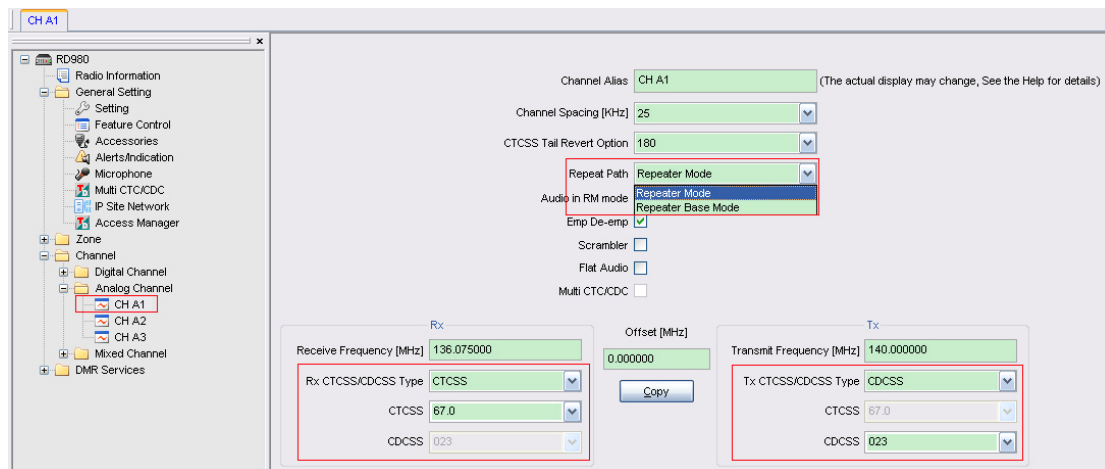 CH A1
RD980
Radio Information
General Setting
Setting
Feature Control
Accessories
Alerts/Indication
Microphone
Multi CTC/CDC
IP Site Network
Access Manager
Zone
Channel
Digital Channel
Analog Channel
CH A1
CH A2
CH A3
Mixed Channel
DMR Services
Channel Alias CH A1 (The actual display may change, See the Help for details)
Channel Spacing [KHz] 25
CTCSS Tail Revert Option 180
Repeat Path Repeater Mode
Repeater Mode
Audio in RM mode
Repeater Base Mode
Emp De-emp
Scrambler
Flat Audio
Multi CTC/CDC
Rx
Receive Frequency [MHz] 136.075000
Rx CTCSS/CDCSS Type CTCSS
CTCSS 67.0
CDCSS 023
Offset [MHz]
0.000000
Copy
Tx
Transmit Frequency [MHz] 140.000000
Tx CTCSS/CDCSS Type CDCSS
CTCSS 67.0
CDCSS 023